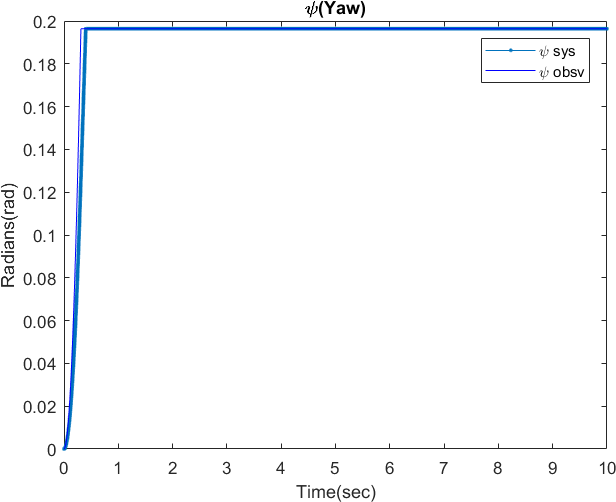 ψ(Yaw)
0.2
0.18
0.16
0.14
0.12
0.1
0.08
0.06
0.04
0.02
0
Radians(rad)
ψ sys
ψ obsv
0 1 2 3 4 5 6 7 8 9 10
Time(sec)